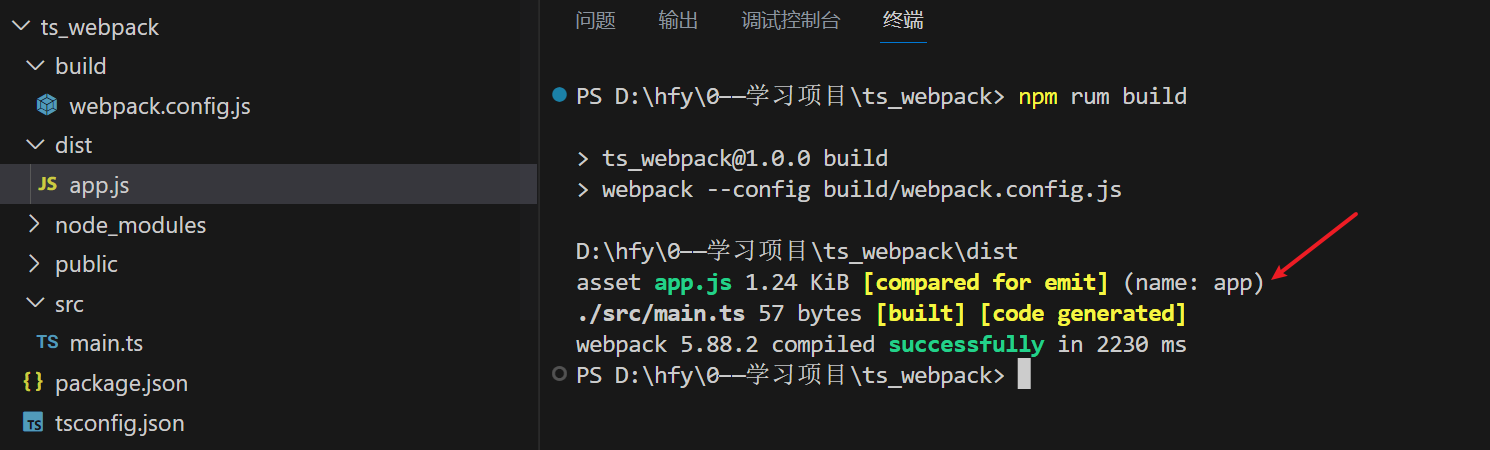 ts_webpack
build
webpack.config.js
dist
JS app.js
node_modules
public
src
TS main.ts
{ } package.json
TS tsconfig.json
问题 输出 调试控制台 终端
PS D:\hfy\0——学习项目\ts_webpack> npm rum build
> ts_webpack@1.0.0 build
> webpack --config build/webpack.config.js
D:\hfy\0——学习项目\ts_webpack\dist
asset app.js 1.24 KiB [compared for emit] (name: app)
./src/main.ts 57 bytes [built] [code generated]
webpack 5.88.2 compiled successfully in 2230 ms
PS D:\hfy\0——学习项目\ts_webpack>